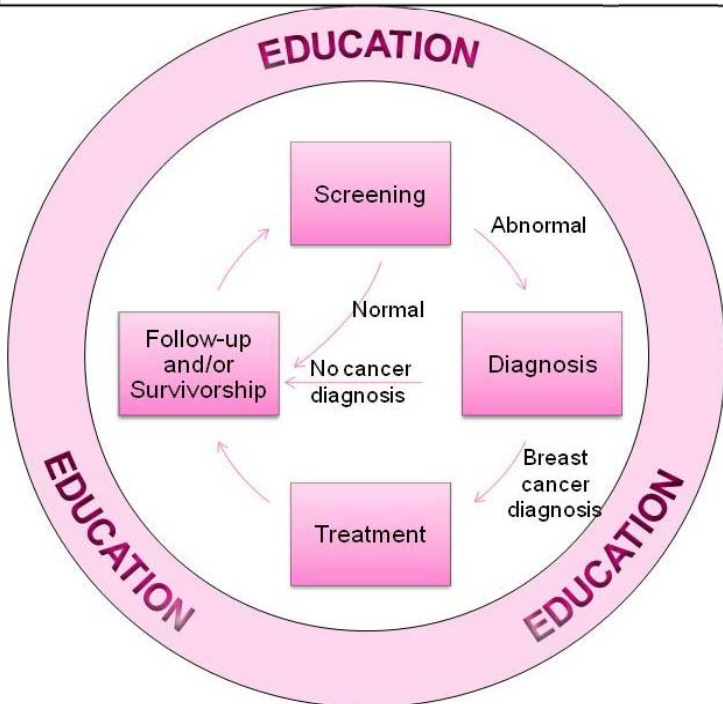 EDUCATION
Screening
Abnormal
Normal
Follow-up
and/or
Survivorship
No cancer
diagnosis
Diagnosis
Breast
cancer
diagnosis
Treatment
EDUCATION
EDUCATION